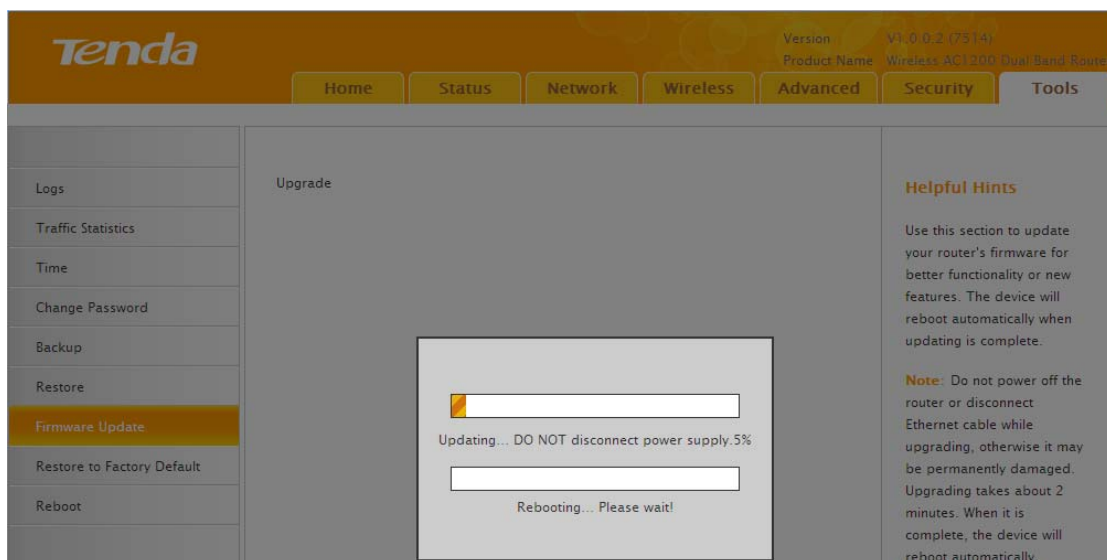 Tenda
Version V1.0.0.2 (7514)
Product Name Wireless AC1200 Dual Band Route
Home Status Network Wireless Advanced Security Tools
Logs
Traffic Statistics
Time
Change Password
Backup
Restore
Firmware Update
Restore to Factory Default
Reboot
Upgrade
Updating... DO NOT disconnect power supply.5%
Rebooting... Please wait!
Helpful Hints
Use this section to update
your router's firmware for
better functionality or new
features. The device will
reboot automatically when
updating is complete.
Note: Do not power off the
router or disconnect
Ethernet cable while
upgrading, otherwise it may
be permanently damaged.
Upgrading takes about 2
minutes. When it is
complete, the device will
reboot automatically